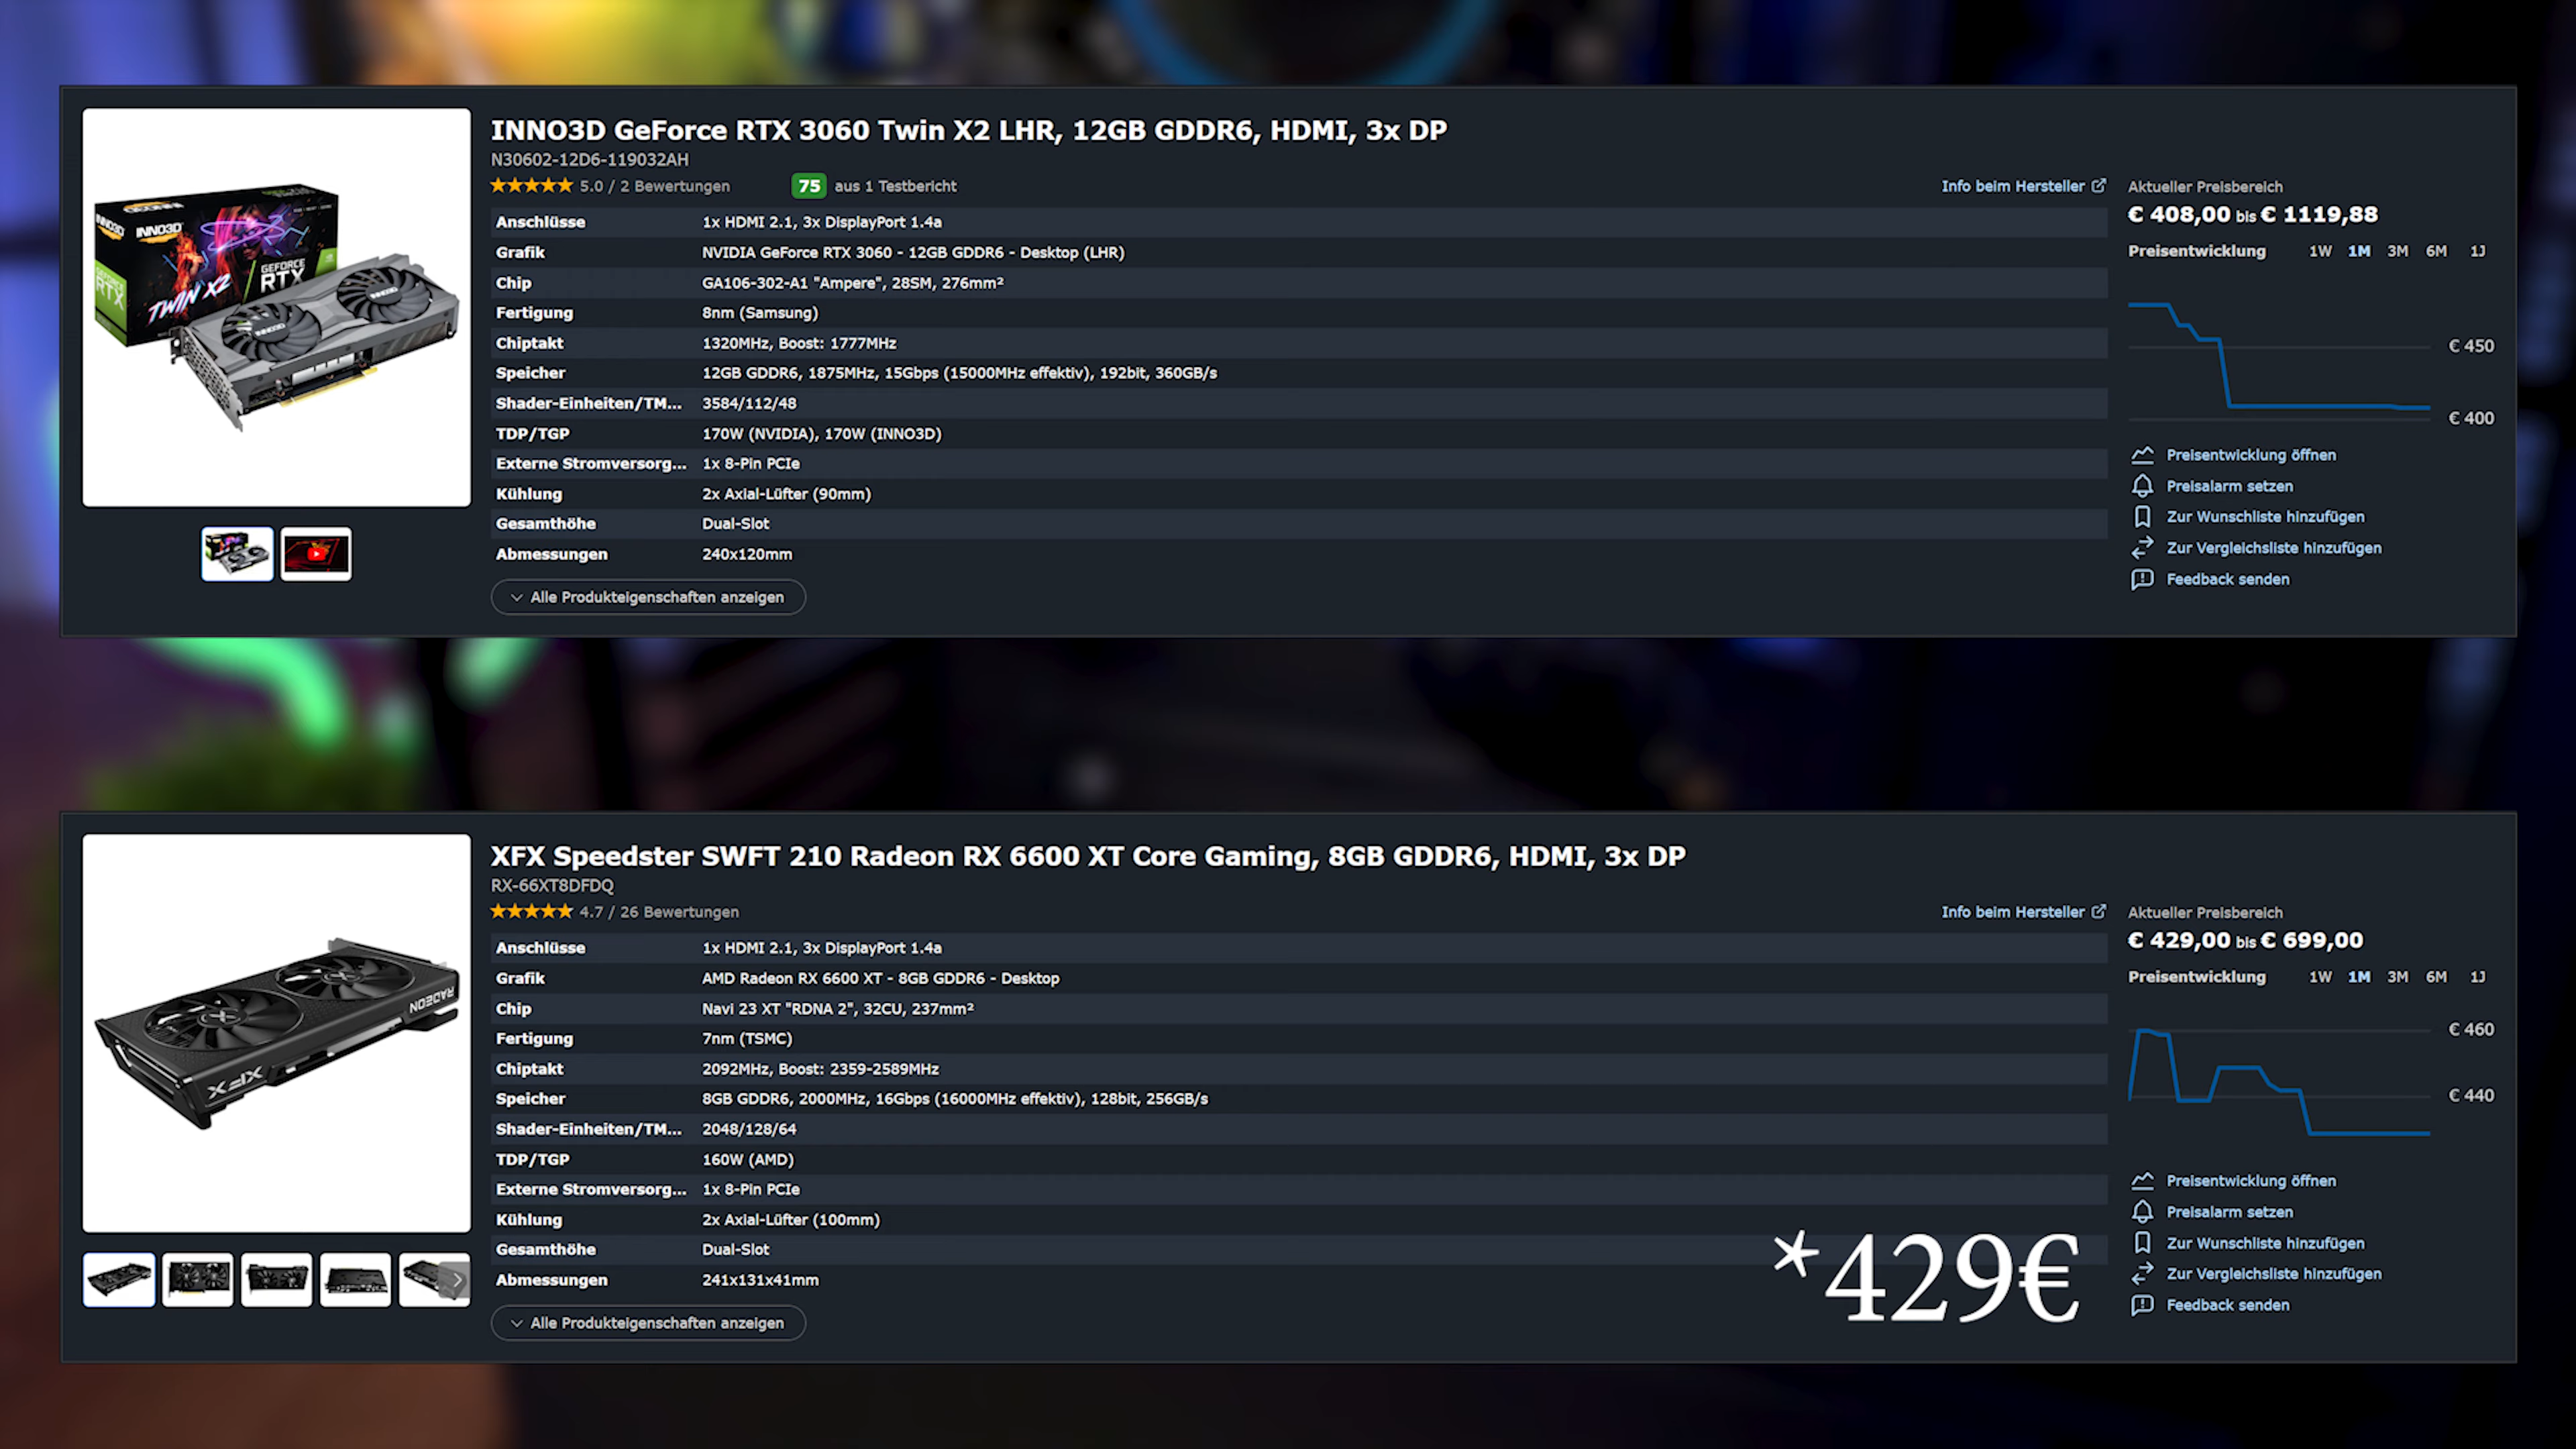 INNO3D GeForce RTX 3060 Twin X2 LHR, 12GB GDDR6, HDMI, 3x DP
N30602-12D6-119032AH
5.0 / 2 Bewertungen 75 aus 1 Testbericht
Info beim Hersteller
Anschlüsse 1x HDMI 2.1, 3x DisplayPort 1.4a
Grafik NVIDIA GeForce RTX 3060 - 12GB GDDR6 - Desktop (LHR)
Chip GA106-302-A1 "Ampere", 28SM, 276mm²
Fertigung 8nm (Samsung)
Chiptakt 1320MHz, Boost: 1777MHz
Speicher 12GB GDDR6, 1875MHz, 15Gbps (15000MHz effektiv), 192bit, 360GB/s
Shader-Einheiten/TM... 3584/112/48
TDP/TGP 170W (NVIDIA), 170W (INNO3D)
Externe Stromversorg... 1x 8-Pin PCIe
Kühlung 2x Axial-Lüfter (90mm)
Gesamthöhe Dual-Slot
Abmessungen 240x120mm
Alle Produkteigenschaften anzeigen
INNO3D
TWIN X2
GEFORCE
RTX
RTX
Aktueller Preisbereich
€ 408,00 bis € 1119,88
Preisentwicklung 1W 1M 3M 6M 1J
€ 450
€ 400
Preisentwicklung öffnen
Preisalarm setzen
Zur Wunschliste hinzufügen
Zur Vergleichsliste hinzufügen
Feedback senden
XFX Speedster SWFT 210 Radeon RX 6600 XT Core Gaming, 8GB GDDR6, HDMI, 3x DP
RX-66XT8DFDQ
4.7 / 26 Bewertungen
Info beim Hersteller
Anschlüsse 1x HDMI 2.1, 3x DisplayPort 1.4a
Grafik AMD Radeon RX 6600 XT - 8GB GDDR6 - Desktop
Chip Navi 23 XT "RDNA 2", 32CU, 237mm²
Fertigung 7nm (TSMC)
Chiptakt 2092MHz, Boost: 2359-2589MHz
Speicher 8GB GDDR6, 2000MHz, 16Gbps (16000MHz effektiv), 128bit, 256GB/s
Shader-Einheiten/TM... 2048/128/64
TDP/TGP 160W (AMD)
Externe Stromversorg... 1x 8-Pin PCIe
Kühlung 2x Axial-Lüfter (100mm)
Gesamthöhe Dual-Slot
Abmessungen 241x131x41mm
Alle Produkteigenschaften anzeigen
*429€
RADEON
XFX
Aktueller Preisbereich
€ 429,00 bis € 699,00
Preisentwicklung 1W 1M 3M 6M 1J
€ 460
€ 440
Preisentwicklung öffnen
Preisalarm setzen
Zur Wunschliste hinzufügen
Zur Vergleichsliste hinzufügen
Feedback senden